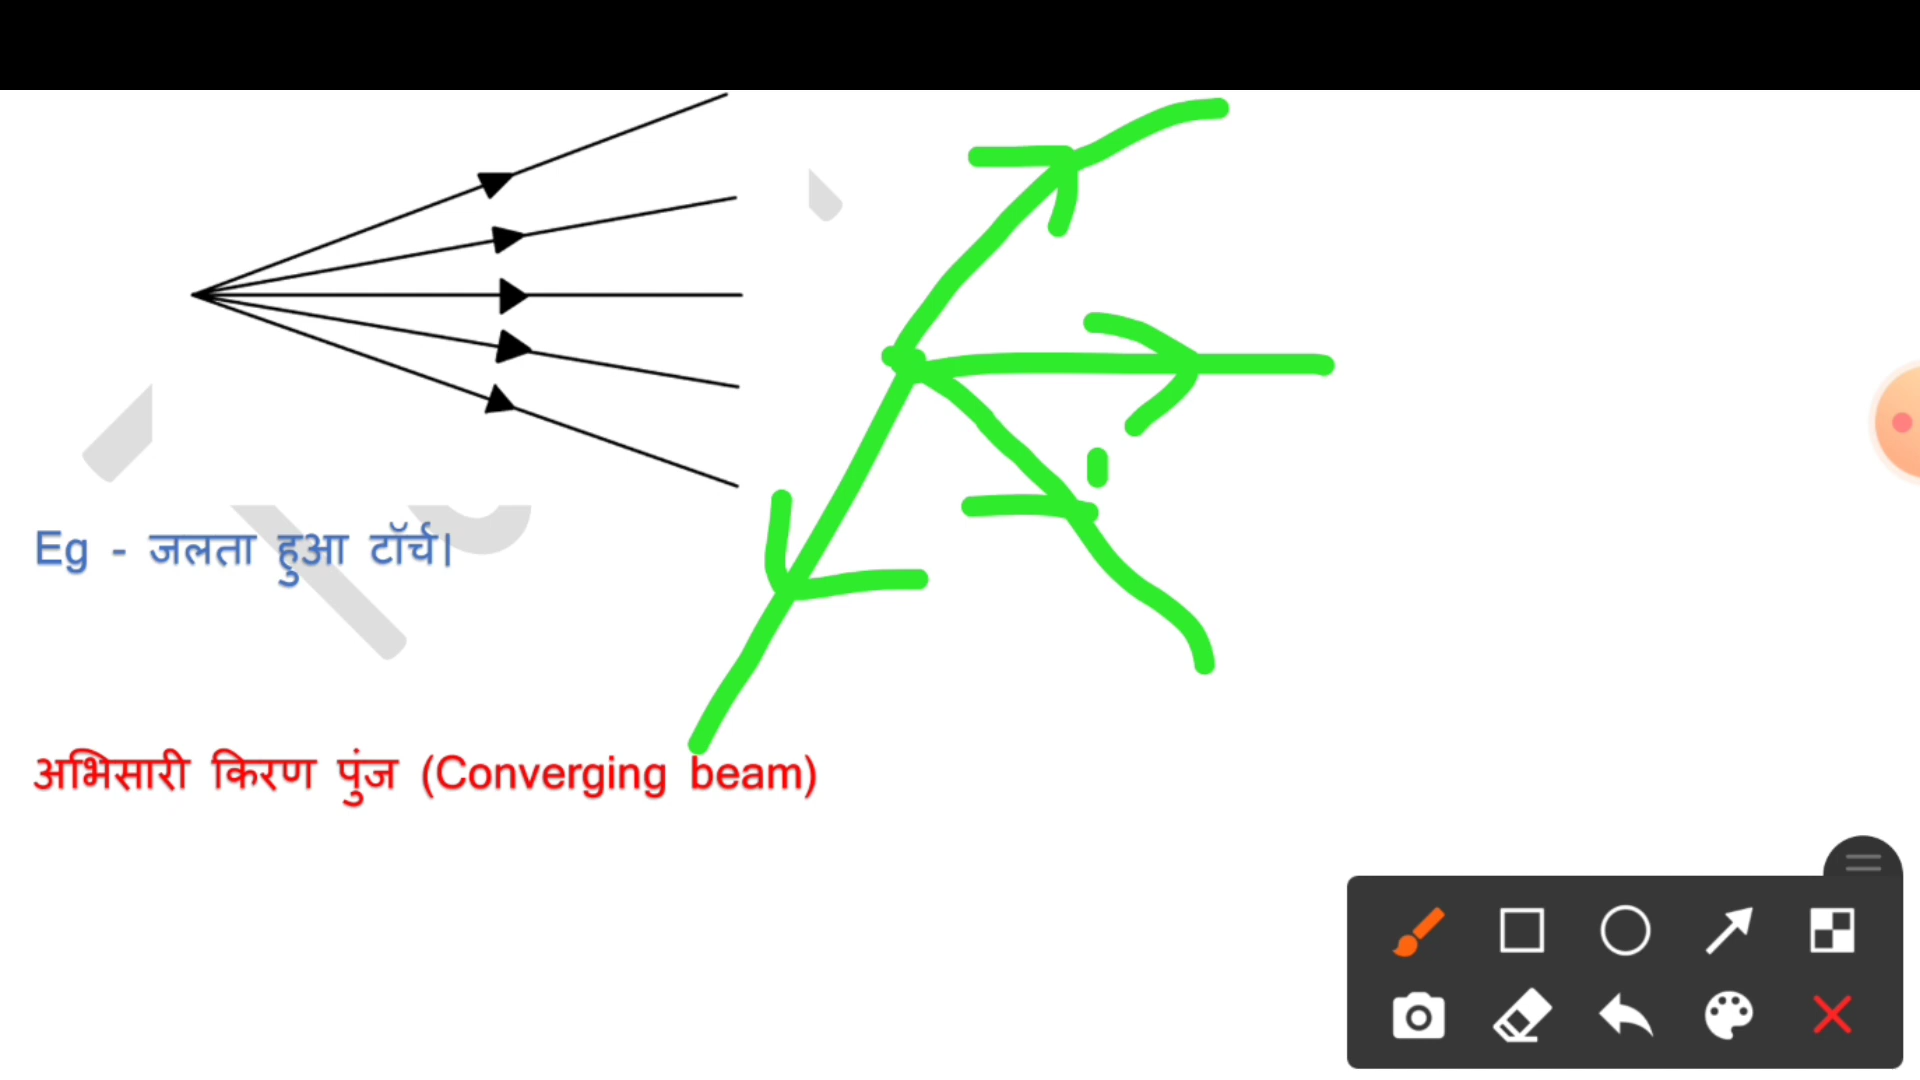 Eg - जलता हुआ टॉर्च।
अभिसारी किरण पुंज (Converging beam)